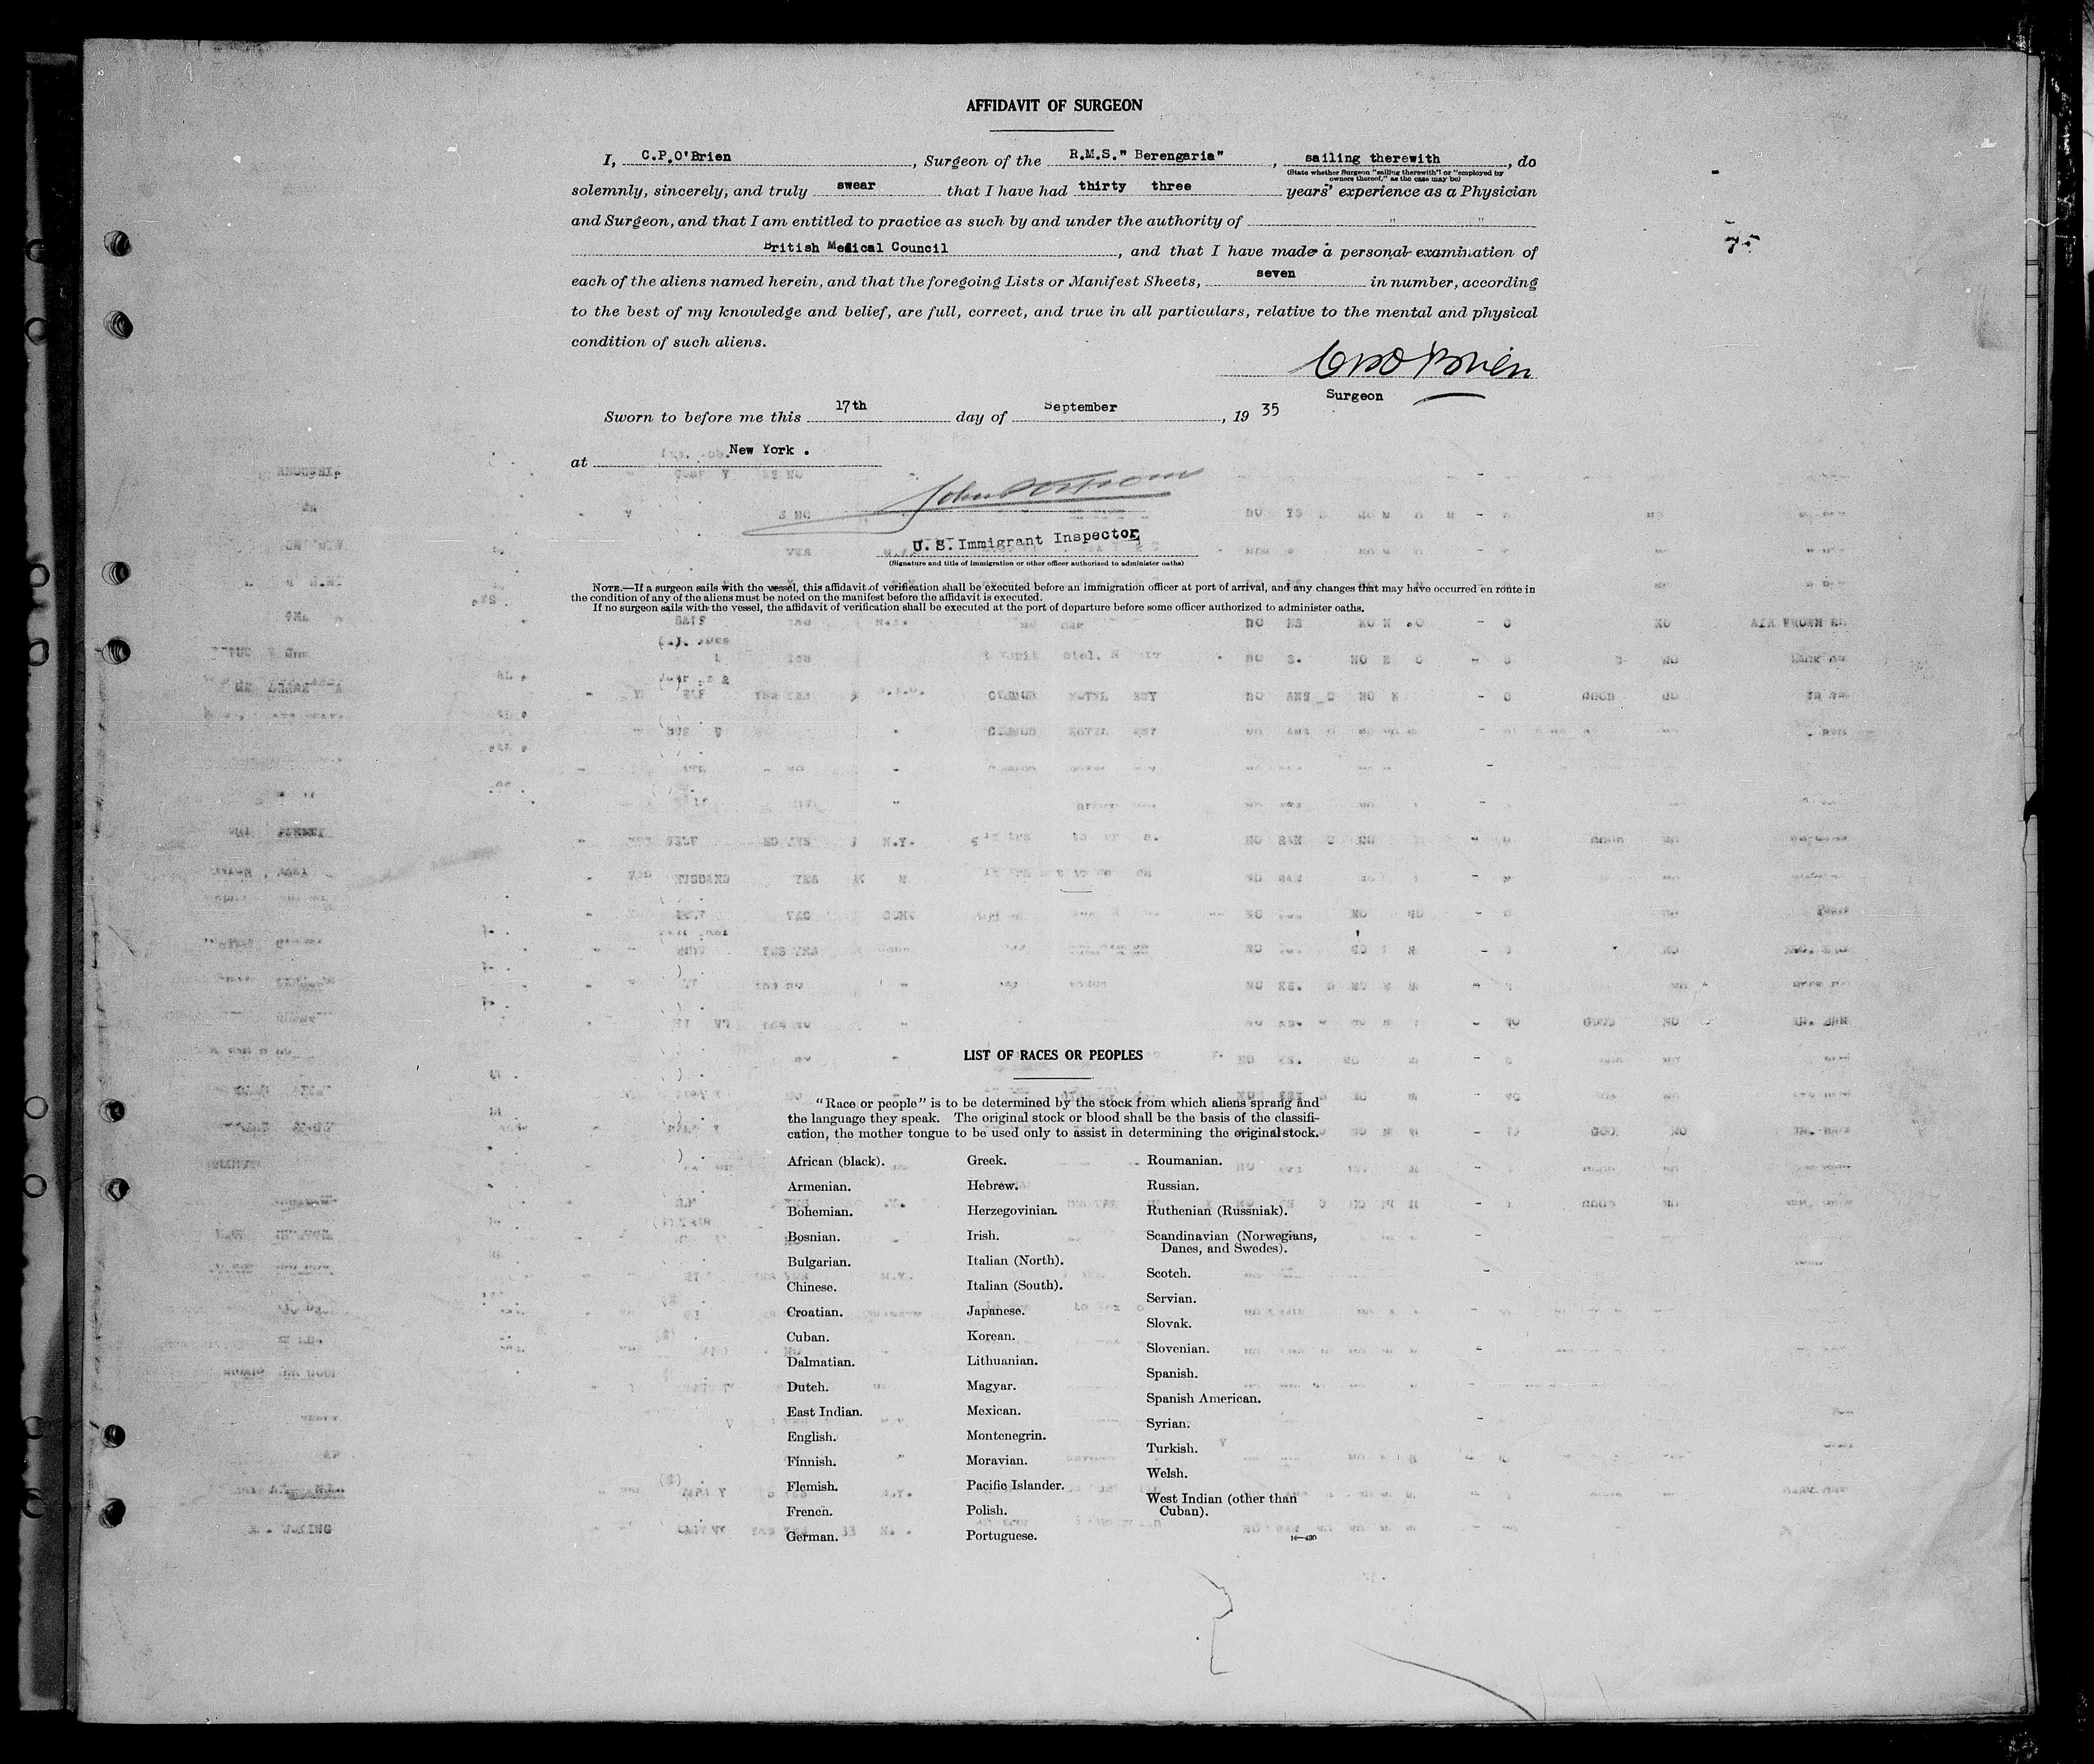 AFFIDAVIT OF SURGEON
I, C.P.O'Brien, Surgeon of the R.M.S." Berengaria", sailing therewith, do
(State whether Surgeon "sailing therewith" or "employed by
owners thereof," as the case may be)
solemnly, sincerely, and truly swear that I have had thirty three years' experience as a Physician
and Surgeon, and that I am entitled to practice as such by and under the authority of " "
British Medical Council, and that I have made a personal examination of
each of the aliens named herein, and that the foregoing Lists or Manifest Sheets, seven in number, according
to the best of my knowledge and belief, are full, correct, and true in all particulars, relative to the mental and physical
condition of such aliens.
CPO'Brien
Surgeon
Sworn to before me this 17th day of September, 19 35
at New York .
John
U. S. Immigrant Inspector
(Signature and title of immigration or other officer authorized to administer oaths)
NOTE.—If a surgeon sails with the vessel, this affidavit of verification shall be executed before an immigration officer at port of arrival, and any changes that may have occurred en route in
the condition of any of the aliens must be noted on the manifest before the affidavit is executed.
If no surgeon sails with the vessel, the affidavit of verification shall be executed at the port of departure before some officer authorized to administer oaths.
LIST OF RACES OR PEOPLES
"Race or people" is to be determined by the stock from which aliens sprang and
the language they speak. The original stock or blood shall be the basis of the classifi-
cation, the mother tongue to be used only to assist in determining the original stock.
African (black).
Armenian.
Bohemian.
Bosnian.
Bulgarian.
Chinese.
Croatian.
Cuban.
Dalmatian.
Dutch.
East Indian.
English.
Finnish.
Flemish.
French.
German.
Greek.
Hebrew.
Herzegovinian.
Irish.
Italian (North).
Italian (South).
Japanese.
Korean.
Lithuanian.
Magyar.
Mexican.
Montenegrin.
Moravian.
Pacific Islander.
Polish.
Portuguese.
Roumanian.
Russian.
Ruthenian (Russniak).
Scandinavian (Norwegians,
Danes, and Swedes).
Scotch.
Servian.
Slovak.
Slovenian.
Spanish.
Spanish American.
Syrian.
Turkish.
Welsh.
West Indian (other than
Cuban).